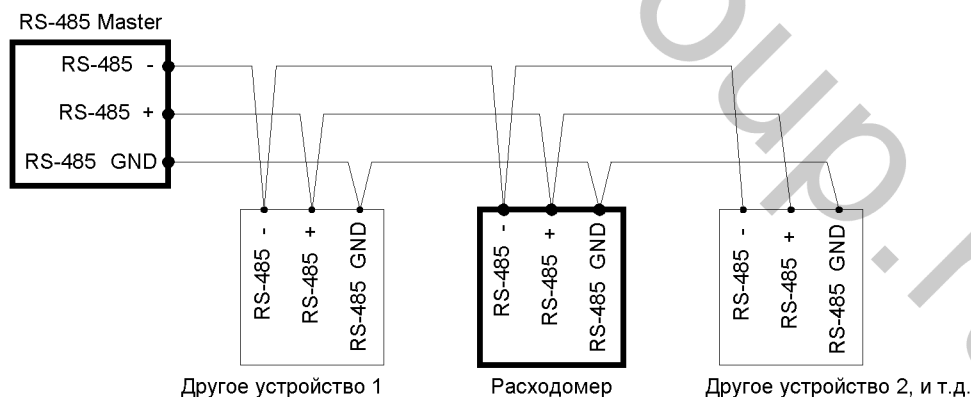 RS-485 Master
RS-485 -
RS-485 +
RS-485 GND
RS-485 -
RS-485 +
RS-485 GND
RS-485 -
RS-485 +
RS-485 GND
RS-485 -
RS-485 +
RS-485 GND
Другое устройство 1
Расходомер
Другое устройство 2, и т.д.
oup.r